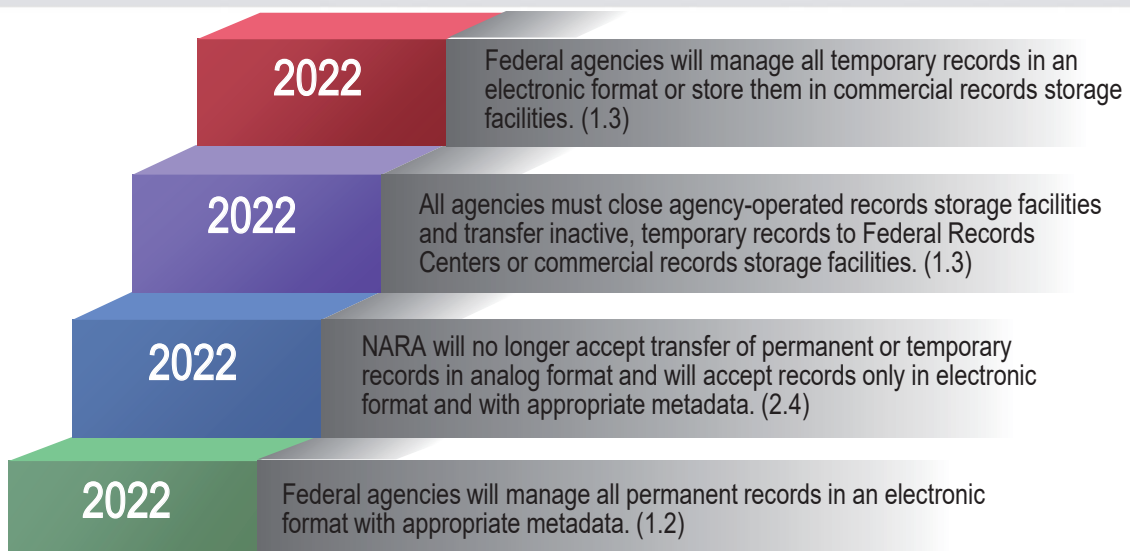 2022
Federal agencies will manage all temporary records in an
electronic format or store them in commercial records storage
facilities. (1.3)
2022
All agencies must close agency-operated records storage facilities
and transfer inactive, temporary records to Federal Records
Centers or commercial records storage facilities. (1.3)
2022
NARA will no longer accept transfer of permanent or temporary
records in analog format and will accept records only in electronic
format and with appropriate metadata. (2.4)
2022
Federal agencies will manage all permanent records in an electronic
format with appropriate metadata. (1.2)